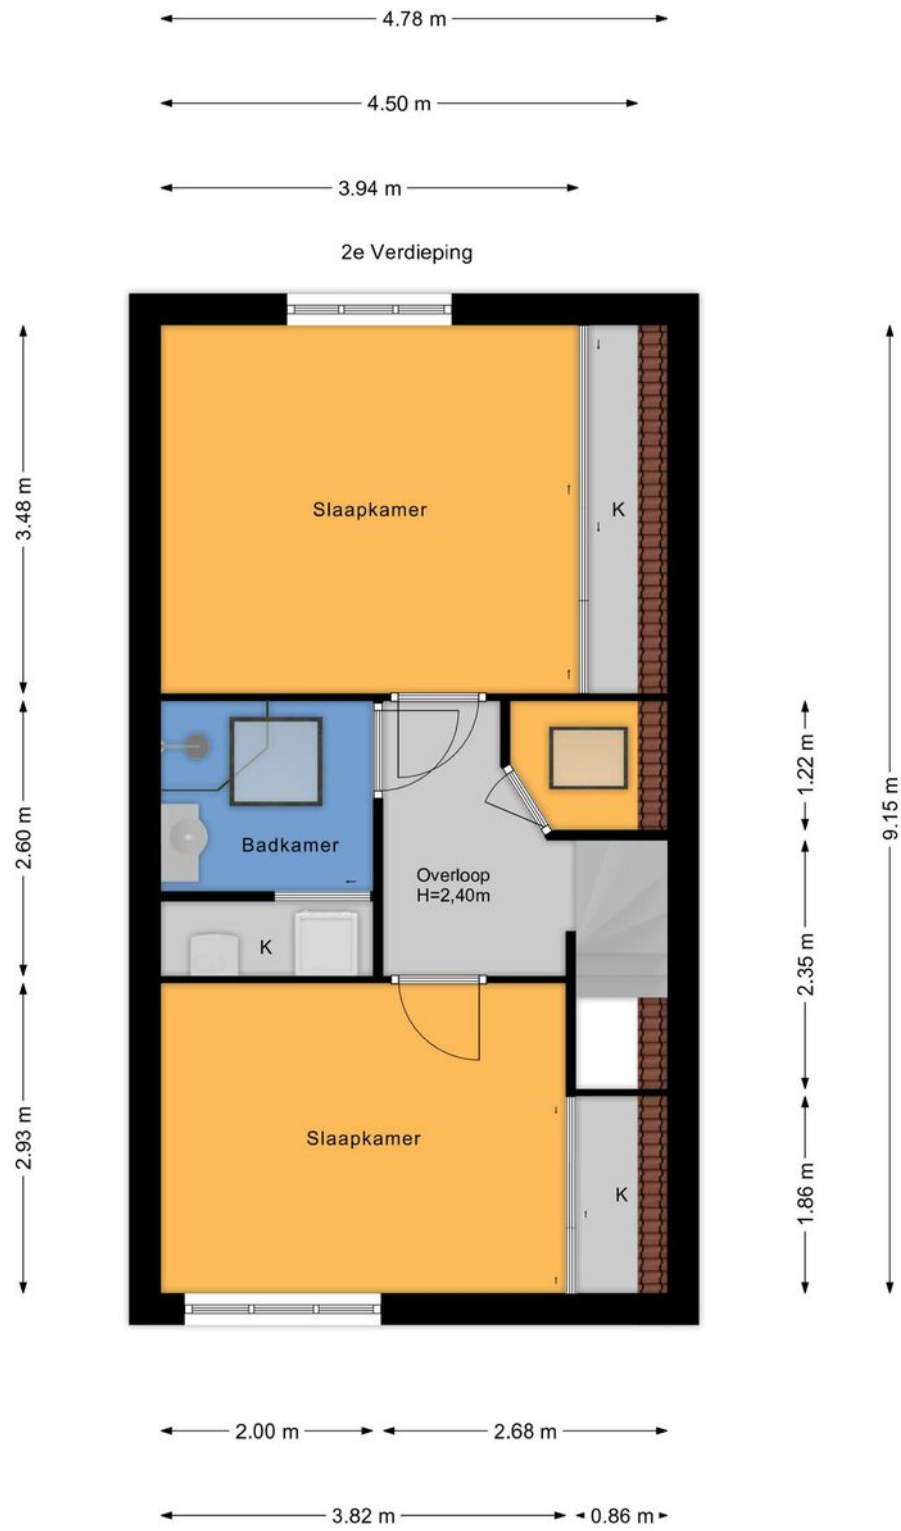 4.78 m
4.50 m
3.94 m
2e Verdieping
3.48 m
Slaapkamer
K
1.22 m
9.15 m
2.60 m
Badkamer
Overloop
H=2,40m
K
2.35 m
2.93 m
Slaapkamer
K
1.86 m
2.00 m
2.68 m
3.82 m
0.86 m